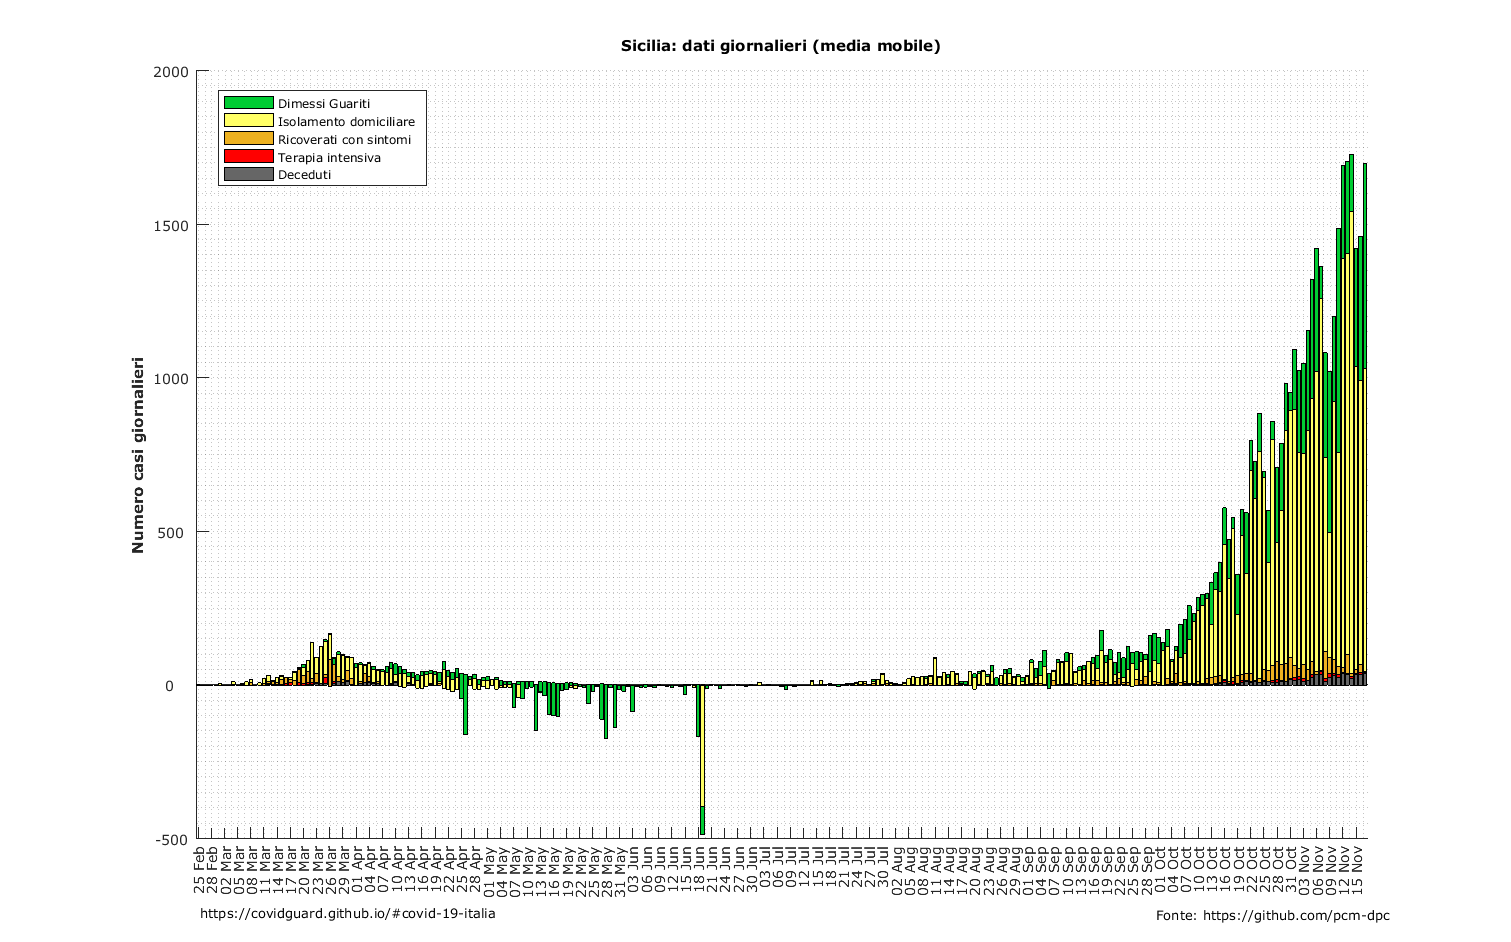 Sicilia: dati giornalieri (media mobile)
2000
1500
1000
500
0
-500
Numero casi giornalieri
Dimessi Guariti
Isolamento domiciliare
Ricoverati con sintomi
Terapia intensiva
Deceduti
25 Feb
28 Feb
02 Mar
05 Mar
08 Mar
11 Mar
14 Mar
17 Mar
20 Mar
23 Mar
26 Mar
29 Mar
01 Apr
04 Apr
07 Apr
10 Apr
13 Apr
16 Apr
19 Apr
22 Apr
25 Apr
28 Apr
01 May
04 May
07 May
10 May
13 May
16 May
19 May
22 May
25 May
28 May
31 May
03 Jun
06 Jun
09 Jun
12 Jun
15 Jun
18 Jun
21 Jun
24 Jun
27 Jun
30 Jun
03 Jul
06 Jul
09 Jul
12 Jul
15 Jul
18 Jul
21 Jul
24 Jul
27 Jul
30 Jul
02 Aug
05 Aug
08 Aug
11 Aug
14 Aug
17 Aug
20 Aug
23 Aug
26 Aug
29 Aug
01 Sep
04 Sep
07 Sep
10 Sep
13 Sep
16 Sep
19 Sep
22 Sep
25 Sep
28 Sep
01 Oct
04 Oct
07 Oct
10 Oct
13 Oct
16 Oct
19 Oct
22 Oct
25 Oct
28 Oct
31 Oct
03 Nov
06 Nov
09 Nov
12 Nov
15 Nov
https://covidguard.github.io/#covid-19-italia
Fonte: https://github.com/pcm-dpc